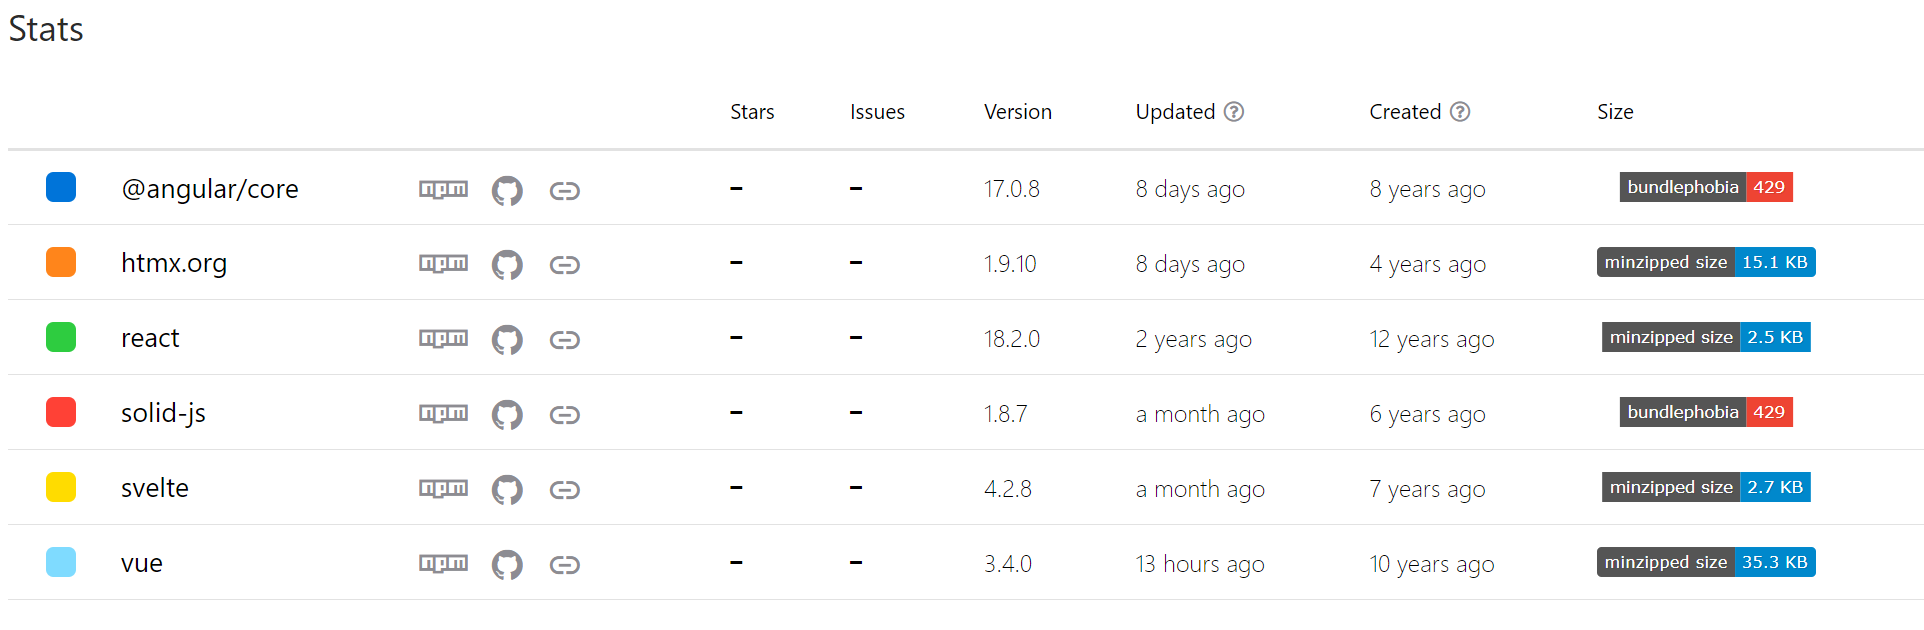 Stats
Stars Issues Version Updated ? Created ? Size
@angular/core npm – – 17.0.8 8 days ago 8 years ago bundlephobia 429
htmx.org npm – – 1.9.10 8 days ago 4 years ago minzipped size 15.1 KB
react npm – – 18.2.0 2 years ago 12 years ago minzipped size 2.5 KB
solid-js npm – – 1.8.7 a month ago 6 years ago bundlephobia 429
svelte npm – – 4.2.8 a month ago 7 years ago minzipped size 2.7 KB
vue npm – – 3.4.0 13 hours ago 10 years ago minzipped size 35.3 KB